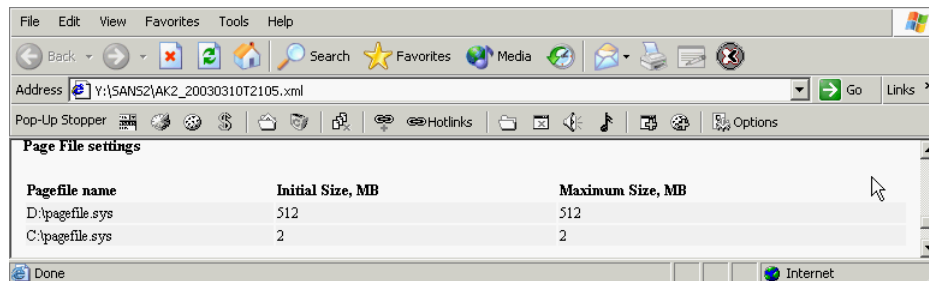 File Edit View Favorites Tools Help
Back Search Favorites Media
Address Y:\SANS2\AK2_20030310T2105.xml Go Links
Pop-Up Stopper Hotlinks Options
Page File settings
Pagefile name Initial Size, MB Maximum Size, MB
D:\pagefile.sys 512 512
C:\pagefile.sys 2 2
Done Internet